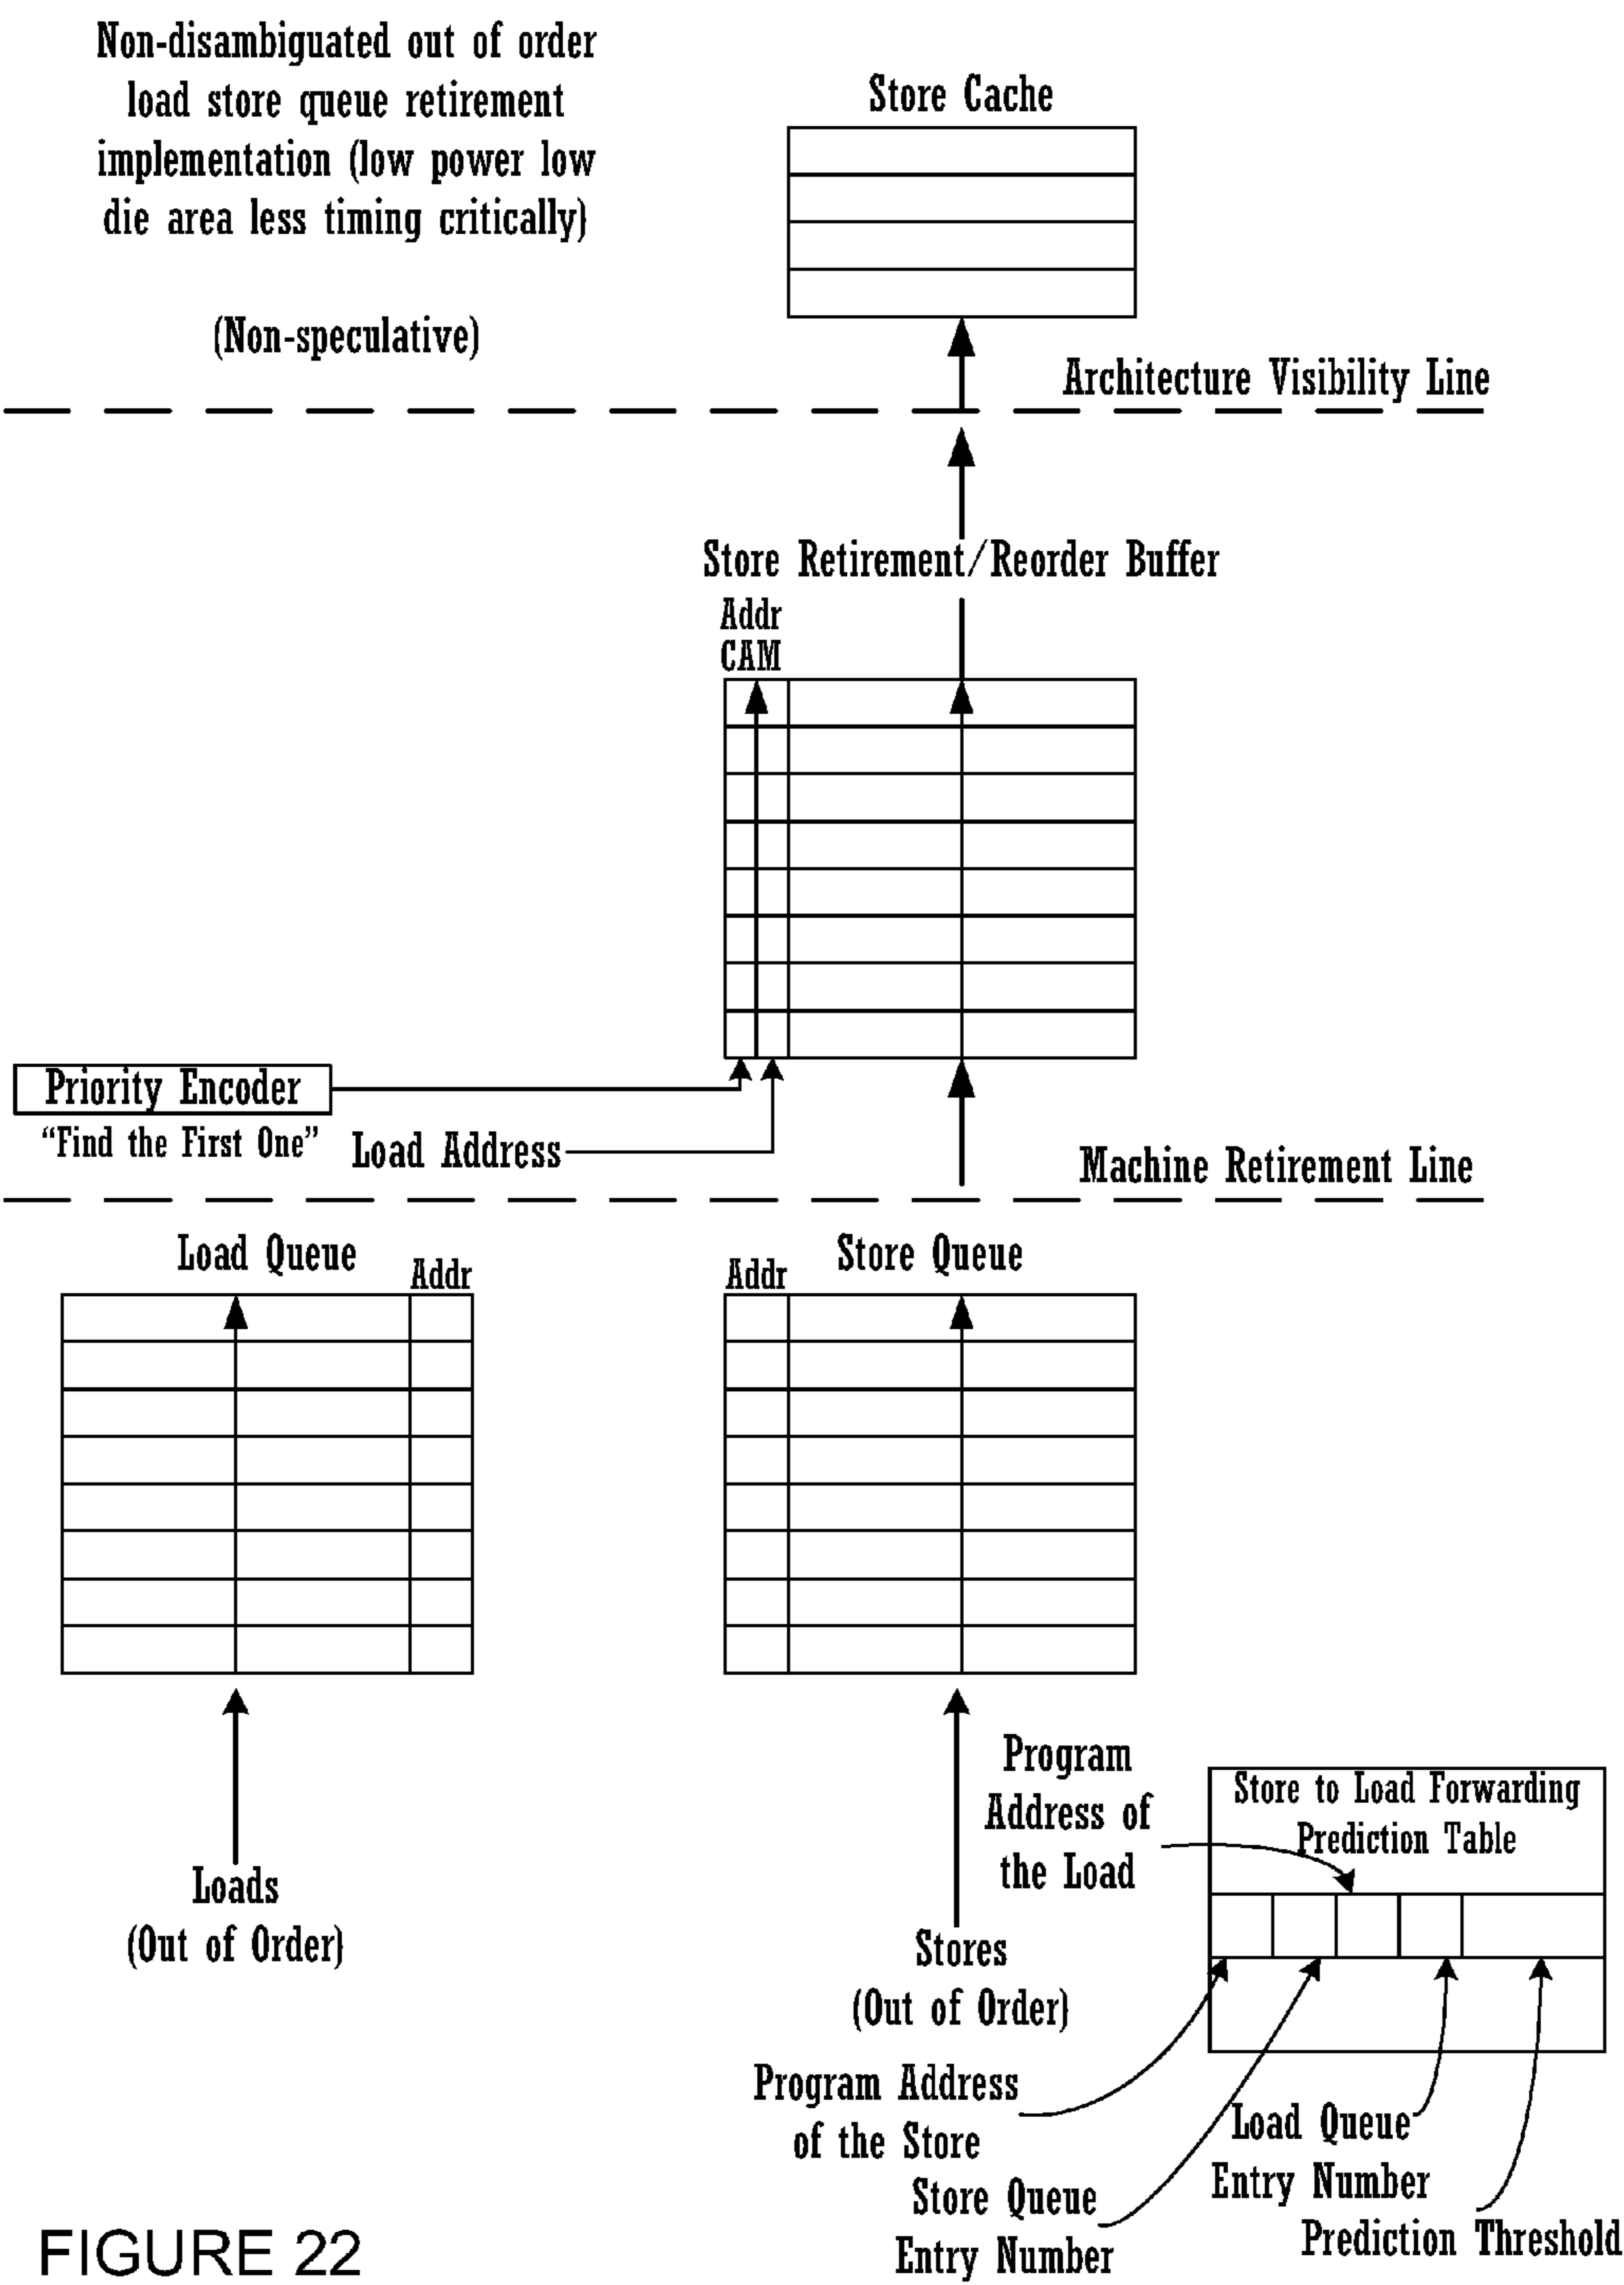 Non-disambiguated out of order
load store queue retirement
implementation (low power low
die area less timing critically)
(Non-speculative)
Store Cache
Architecture Visibility Line
Store Retirement/Reorder Buffer
Addr
CAM
Priority Encoder
“Find the First One”
Load Address
Machine Retirement Line
Load Queue
Addr
Addr
Store Queue
Loads
(Out of Order)
Stores
(Out of Order)
Program
Address of
the Load
Store to Load Forwarding
Prediction Table
Program Address
of the Store
Store Queue
Entry Number
Load Queue
Entry Number
Prediction Threshold
FIGURE 22